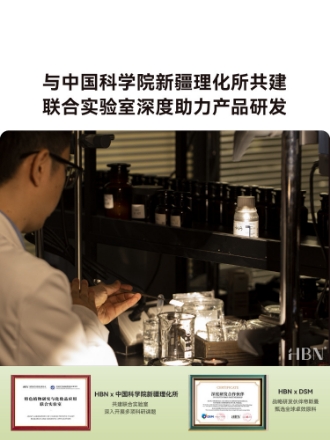 与中国科学院新疆理化所共建
联合实验室深度助力产品研发
HBN
HBN x 中国科学院新疆理化所
共建联合实验室
深入开展多项科研课题
联合实验室
HBN x DSM
战略研发伙伴有能量
甄选全球卓效原料